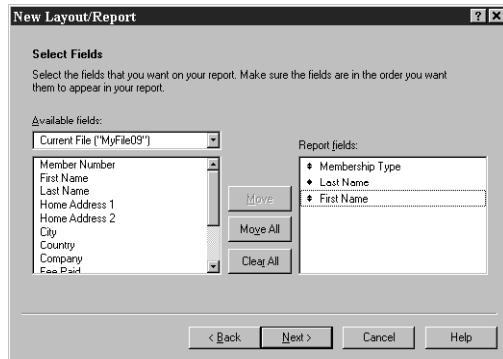 New Layout/Report
Select Fields
Select the fields that you want on your report. Make sure the fields are in the order you want
them to appear in your report.
Available fields:
Current File ("MyFile09")
Member Number
First Name
Last Name
Home Address 1
Home Address 2
City
Country
Company
Fee Paid
Move
Move All
Clear All
Report fields:
Membership Type
Last Name
First Name
< Back
Next >
Cancel
Help